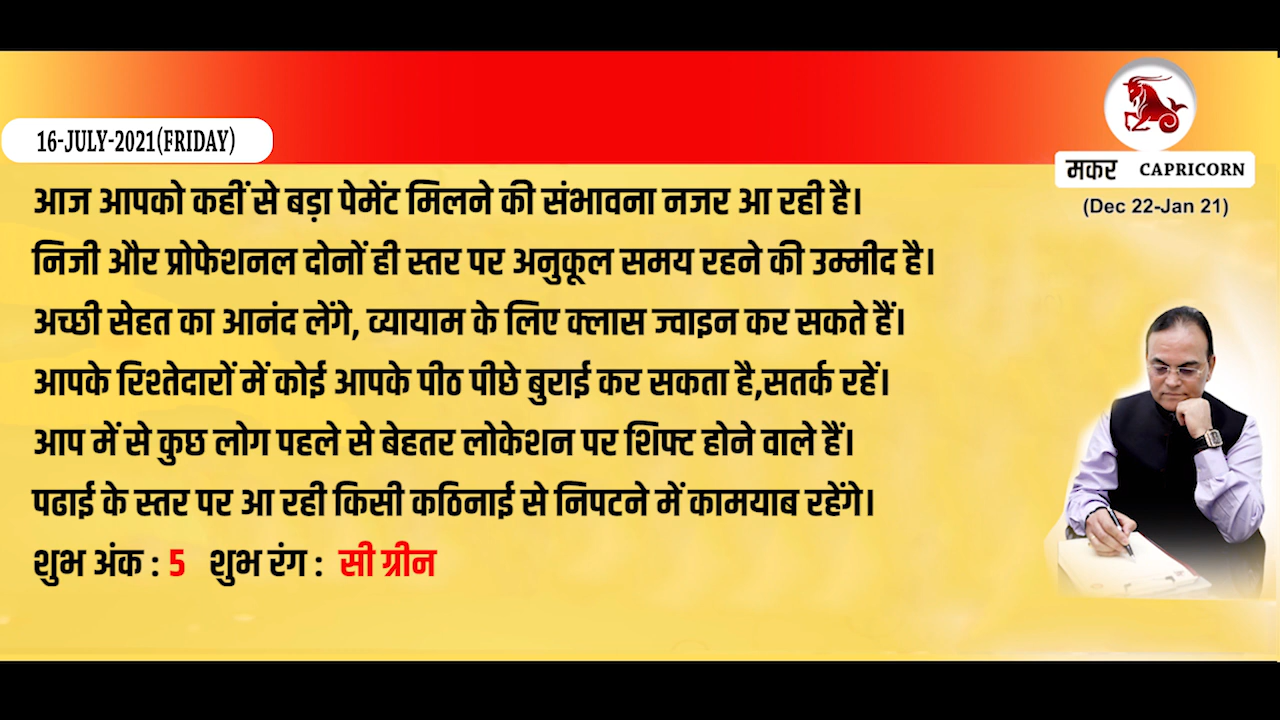 16-JULY-2021(FRIDAY)
मकर CAPRICORN
(Dec 22-Jan 21)
आज आपको कहीं से बड़ा पेमेंट मिलने की संभावना नजर आ रही है।
निजी और प्रोफेशनल दोनों ही स्तर पर अनुकूल समय रहने की उम्मीद है।
अच्छी सेहत का आनंद लेंगे, व्यायाम के लिए क्लास ज्वाइन कर सकते हैं।
आपके रिश्तेदारों में कोई आपके पीठ पीछे बुराई कर सकता है,सतर्क रहें।
आप में से कुछ लोग पहले से बेहतर लोकेशन पर शिफ्ट होने वाले हैं।
पढाई के स्तर पर आ रही किसी कठिनाई से निपटने में कामयाब रहेंगे।
शुभ अंक : 5 शुभ रंग : सी ग्रीन